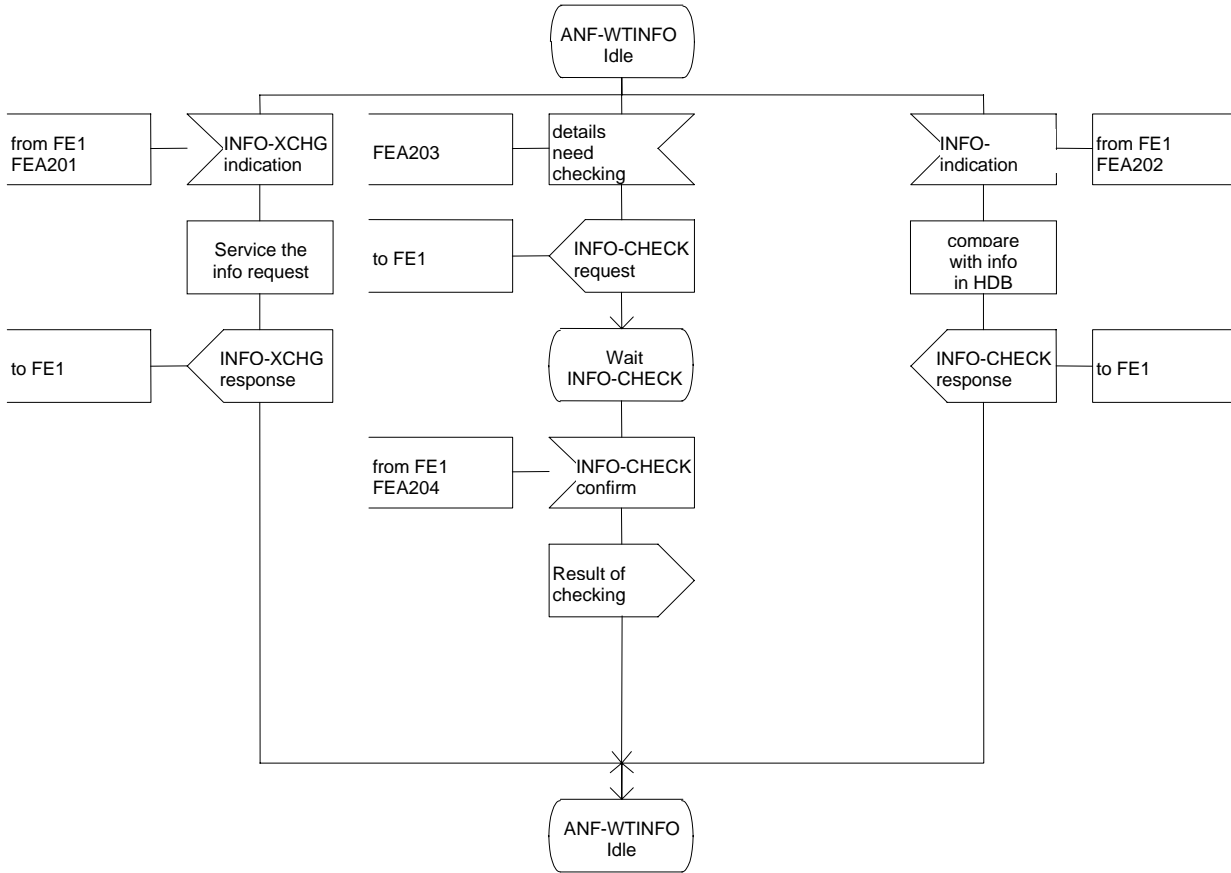 ANF-WTINFO
Idle
from FE1
FEA201
INFO-XCHG
indication
FEA203
details
need
checking
INFO-
indication
from FE1
FEA202
Service the
info request
to FE1
INFO-CHECK
request
compare
with info
in HDB
to FE1
INFO-XCHG
response
Wait
INFO-CHECK
INFO-CHECK
response
to FE1
from FE1
FEA204
INFO-CHECK
confirm
Result of
checking
ANF-WTINFO
Idle